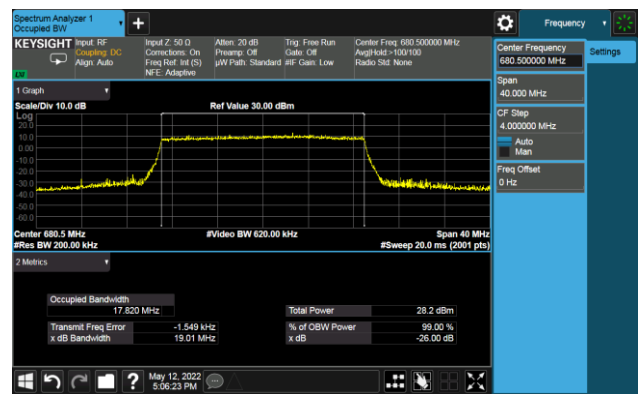 Spectrum Analyzer 1
Occupied BW
Frequency
KEYSIGHT
Input: RF
Coupling: DC
Align: Auto
Input Z: 50 Ω
Corrections: On
Freq Ref: Int (S)
NFE: Adaptive
Atten: 20 dB
Preamp: Off
µW Path: Standard
Trig: Free Run
Gate: Off
#IF Gain: Low
Center Freq: 680.500000 MHz
Avg|Hold:>100/100
Radio Std: None
Center Frequency
680.500000 MHz
Settings
Span
40.000 MHz
CF Step
4.000000 MHz
Auto
Man
Freq Offset
0 Hz
1 Graph
Scale/Div 10.0 dB
Ref Value 30.00 dBm
Log
20.0
10.0
0.00
-10.0
-20.0
-30.0
-40.0
-50.0
-60.0
Center 680.5 MHz
#Video BW 620.00 kHz
Span 40 MHz
#Res BW 200.00 kHz
#Sweep 20.0 ms (2001 pts)
2 Metrics
Occupied Bandwidth
17.820 MHz
Total Power
28.2 dBm
Transmit Freq Error
-1.549 kHz
% of OBW Power
99.00 %
x dB Bandwidth
19.01 MHz
x dB
-26.00 dB
May 12, 2022
5:06:23 PM